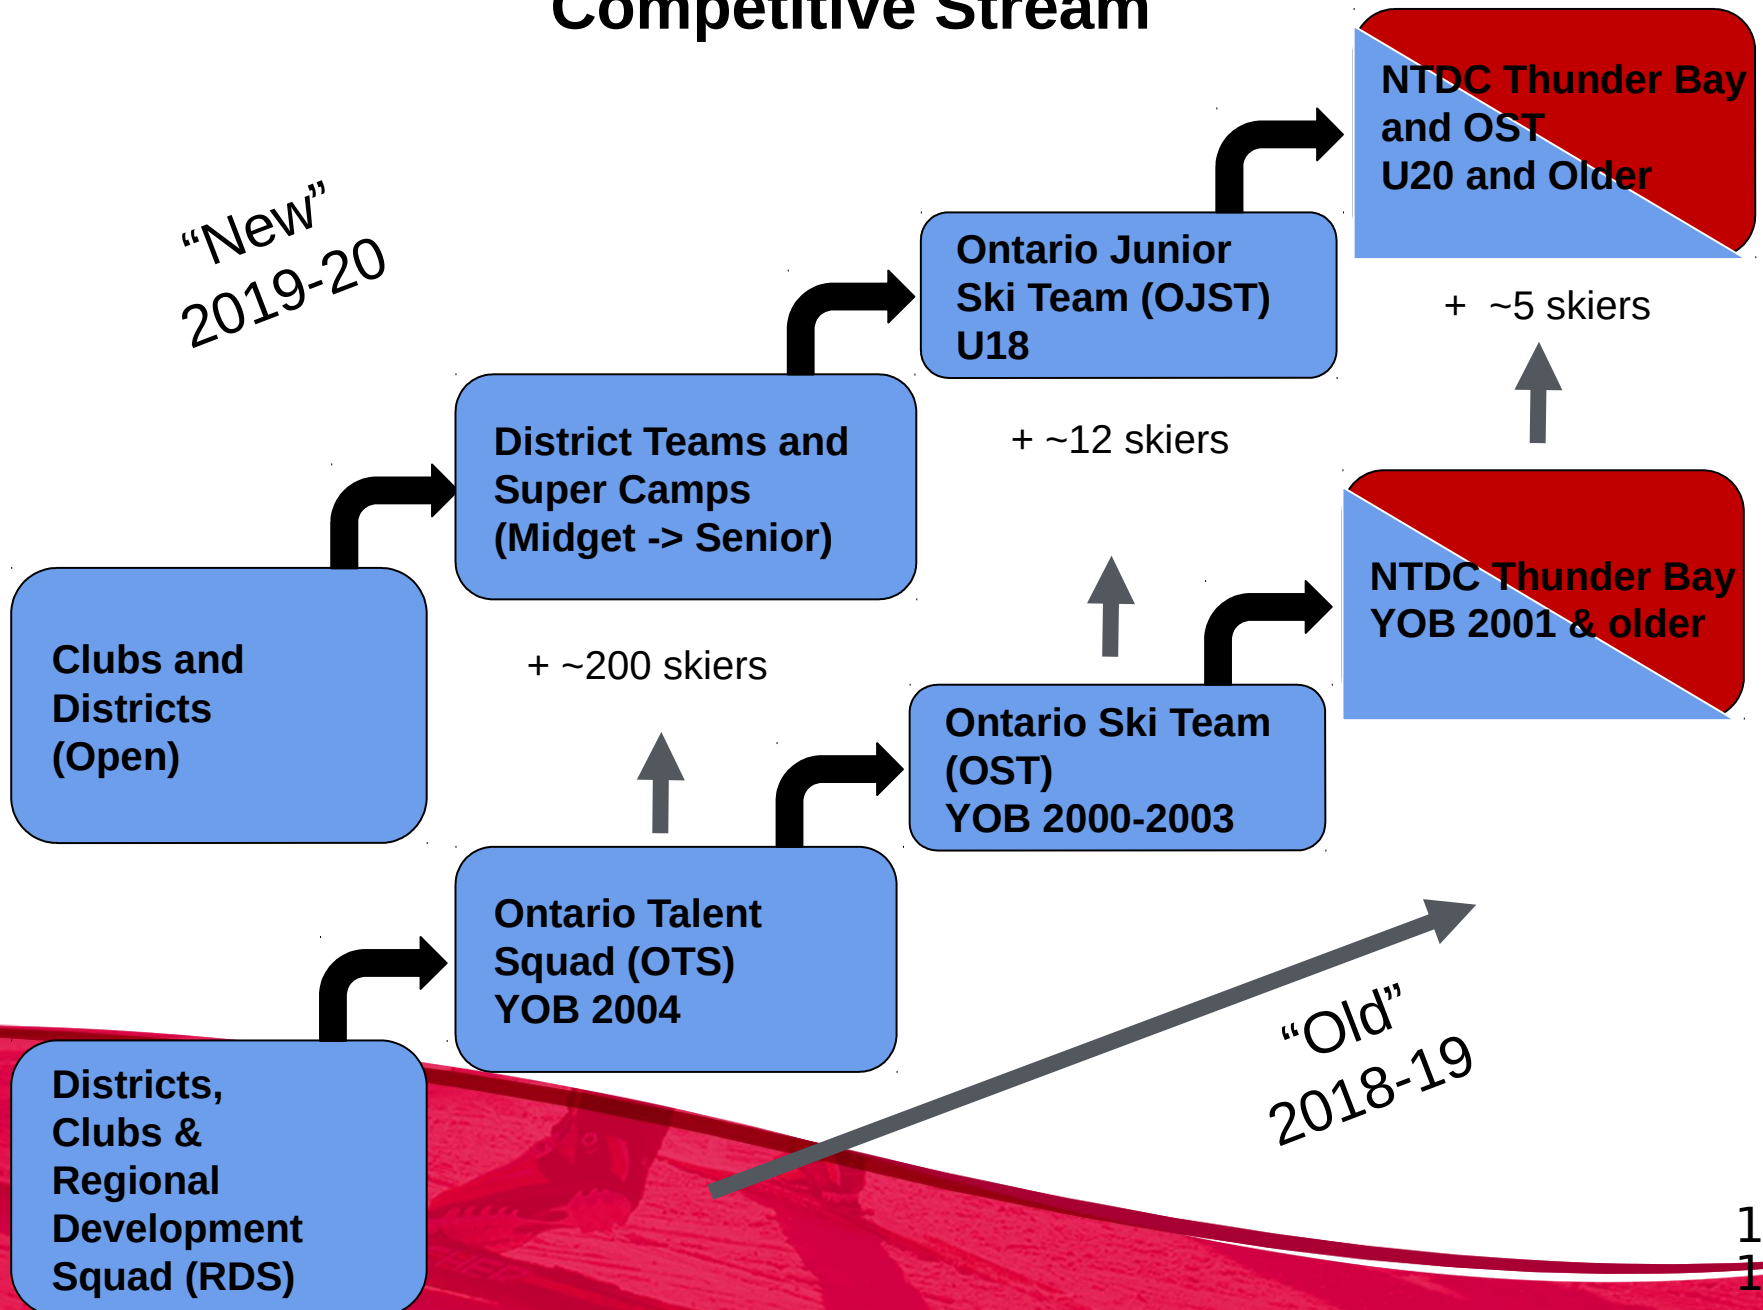 Competitive Stream
NTDC Thunder Bay
and OST
U20 and Older
“New”
2019-20
Ontario Junior
Ski Team (OJST)
U18
+ ~5 skiers
District Teams and
Super Camps
(Midget -> Senior)
+ ~12 skiers
Clubs and
Districts
(Open)
+ ~200 skiers
NTDC Thunder Bay
YOB 2001 & older
Ontario Ski Team
(OST)
YOB 2000-2003
Ontario Talent
Squad (OTS)
YOB 2004
“Old”
2018-19
Districts,
Clubs &
Regional
Development
Squad (RDS)
1
1